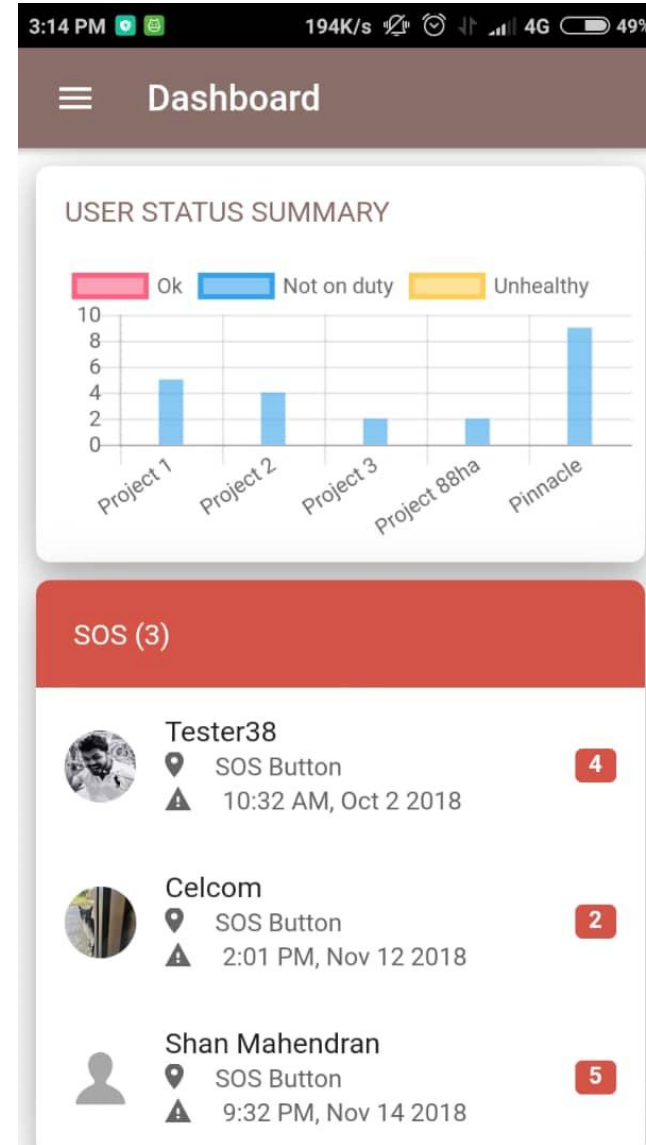 3:14 PM 194K/s 4G 49%
Dashboard
USER STATUS SUMMARY
Ok Not on duty Unhealthy
10
8
6
4
2
0
Project 1 Project 2 Project 3 Project 88ha Pinnacle
SOS (3)
Tester38
SOS Button 4
10:32 AM, Oct 2 2018
Celcom
SOS Button 2
2:01 PM, Nov 12 2018
Shan Mahendran
SOS Button 5
9:32 PM, Nov 14 2018